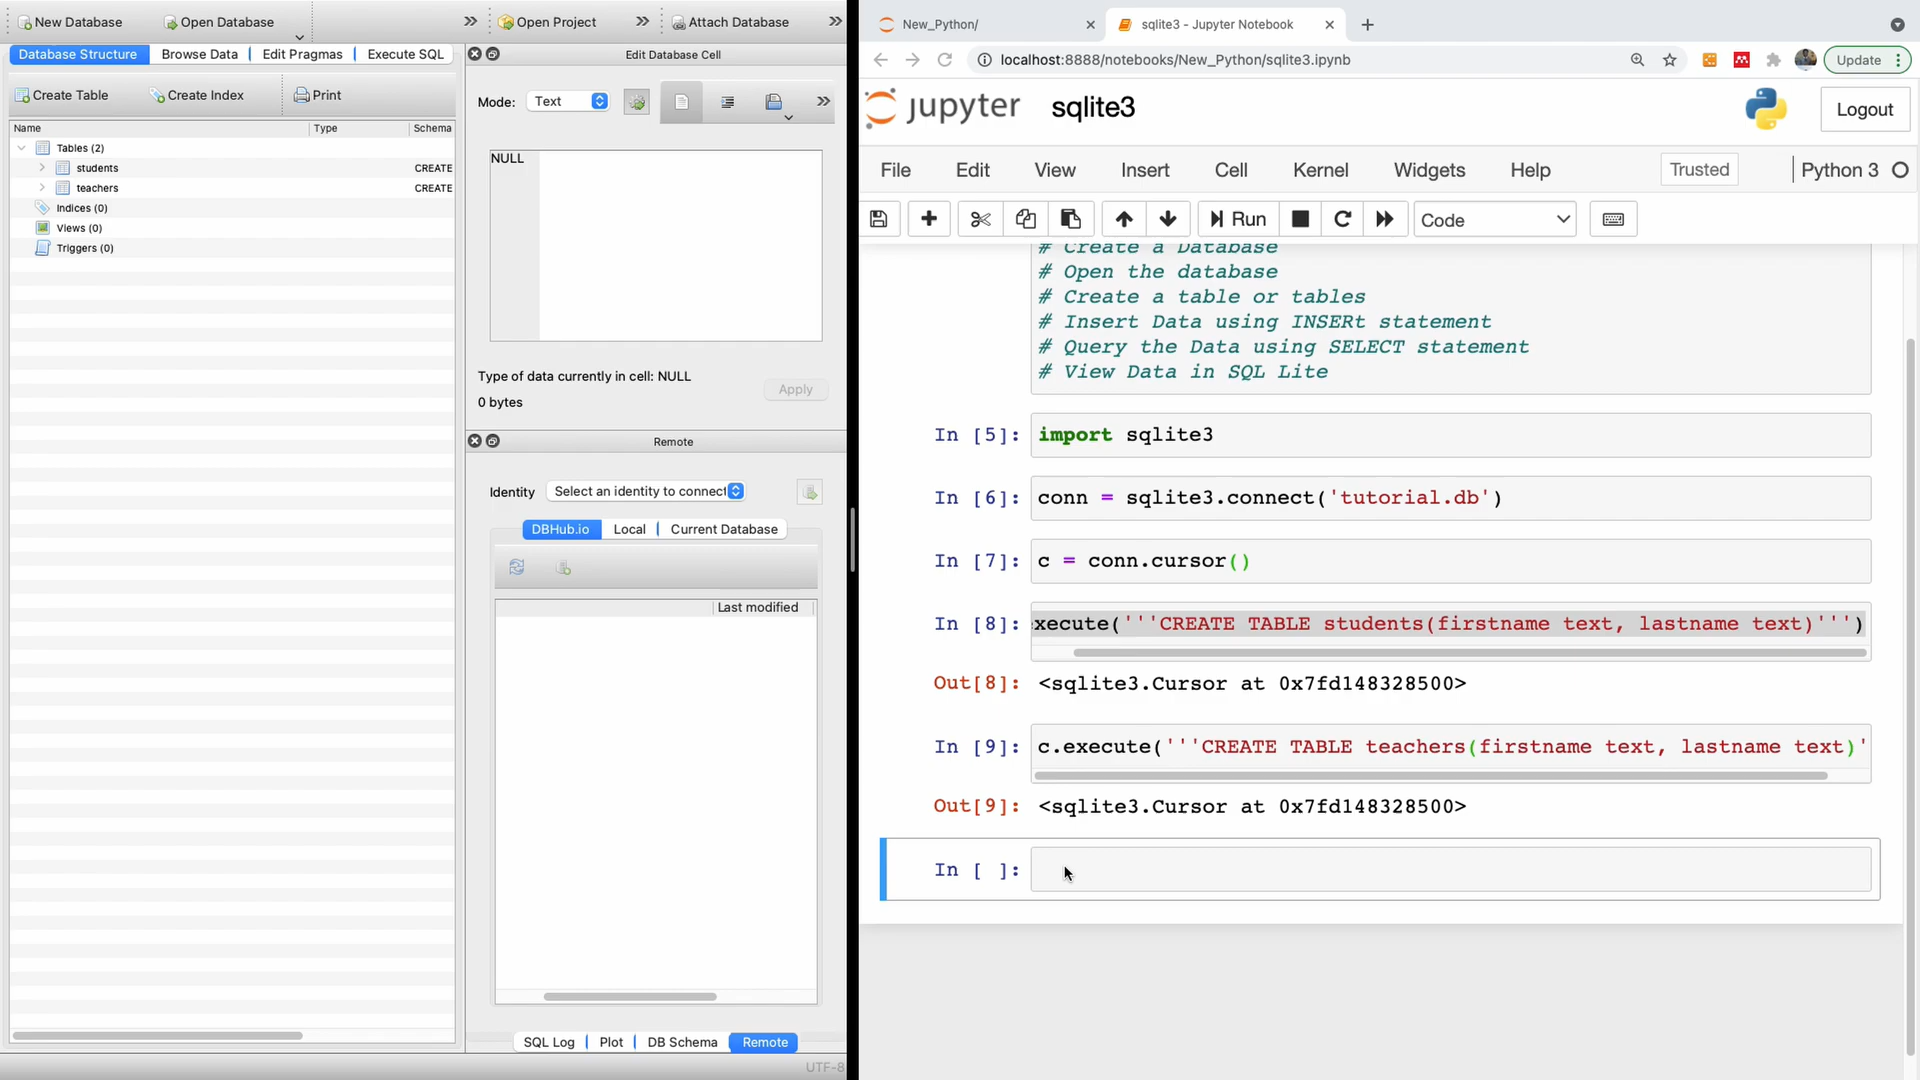 New Database
Open Database
»
Open Project
»
Attach Database
»
Database Structure
Browse Data
Edit Pragmas
Execute SQL
Create Table
Create Index
Print
Name
Type
Schema
Tables (2)
students
CREATE
teachers
CREATE
Indices (0)
Views (0)
Triggers (0)
Edit Database Cell
Mode:
Text
»
NULL
Type of data currently in cell: NULL
0 bytes
Apply
Remote
Identity
Select an identity to connect
DBHub.io
Local
Current Database
Last modified
SQL Log
Plot
DB Schema
Remote
UTF-8
New_Python/
sqlite3 - Jupyter Notebook
localhost:8888/notebooks/New_Python/sqlite3.ipynb
Update
jupyter
sqlite3
Logout
File
Edit
View
Insert
Cell
Kernel
Widgets
Help
Trusted
Python 3
Run
Code
# Create a Database
# Open the database
# Create a table or tables
# Insert Data using INSERt statement
# Query the Data using SELECT statement
# View Data in SQL Lite
In [5]: import sqlite3
In [6]: conn = sqlite3.connect('tutorial.db')
In [7]: c = conn.cursor()
In [8]: xecute('''CREATE TABLE students(firstname text, lastname text)''')
Out[8]: <sqlite3.Cursor at 0x7fd148328500>
In [9]: c.execute('''CREATE TABLE teachers(firstname text, lastname text)'
Out[9]: <sqlite3.Cursor at 0x7fd148328500>
In [ ]: